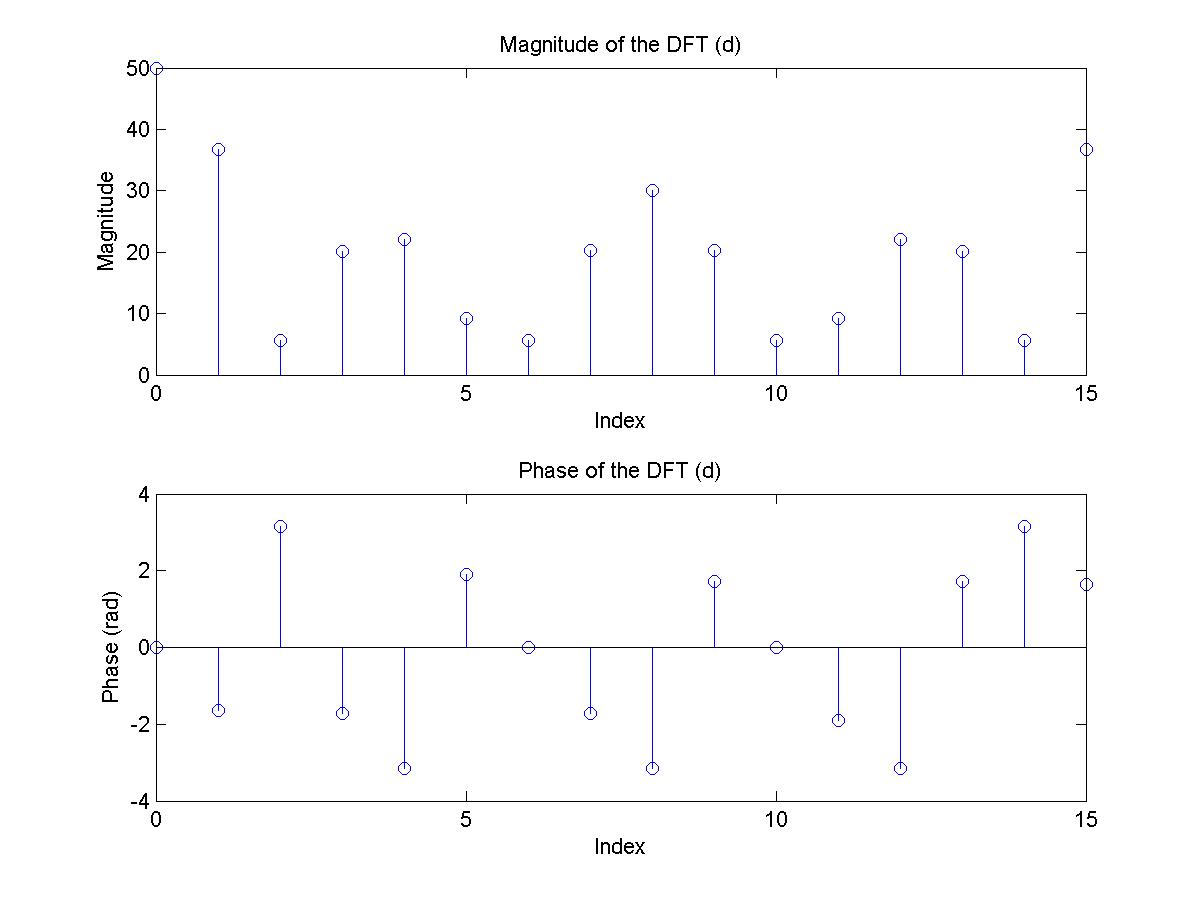 Magnitude of the DFT (d)
50
40
30
20
10
0
Magnitude
0 5 10 15
Index
Phase of the DFT (d)
4
2
0
-2
-4
Phase (rad)
0 5 10 15
Index